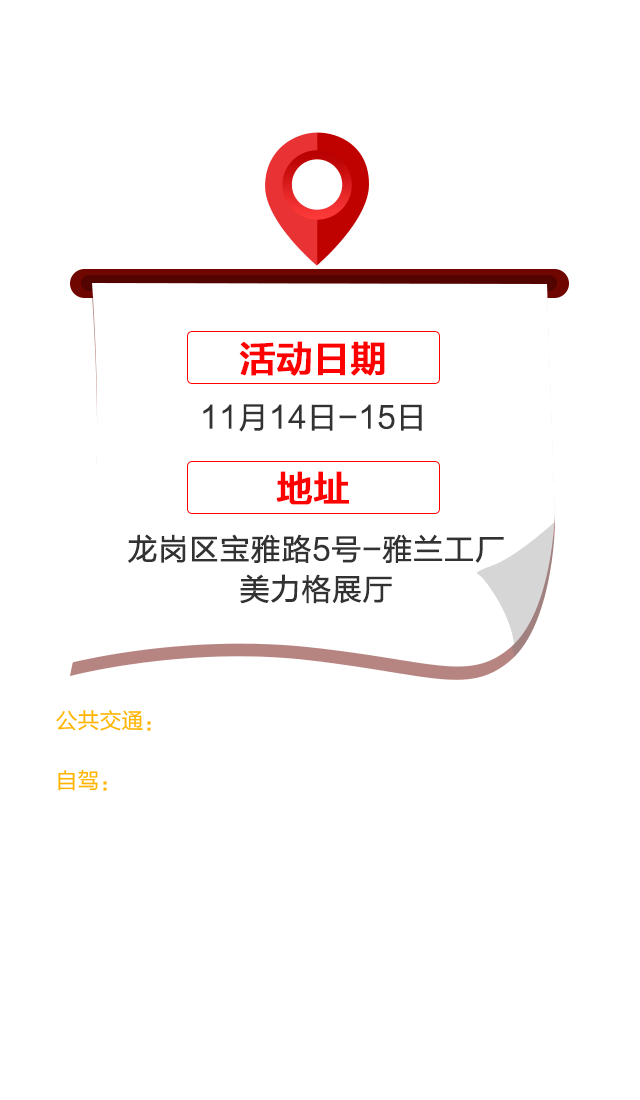 活动日期
11月14日-15日
地址
龙岗区宝雅路5号-雅兰工厂
美力格展厅
公共交通：
自驾：